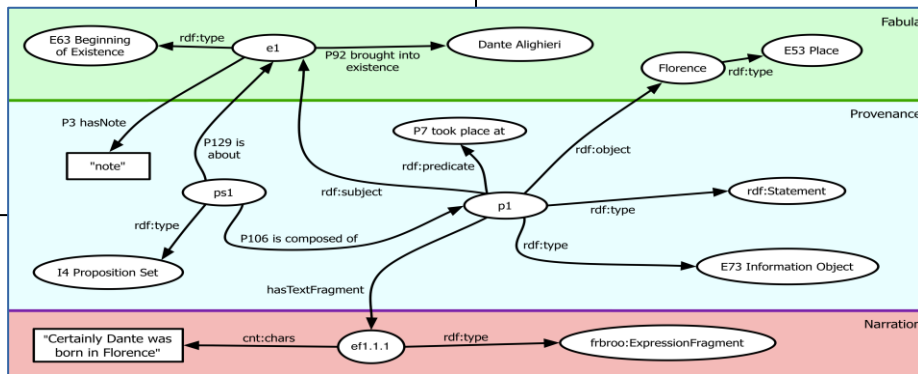 Fabula
E63 Beginning
of Existence
rdf:type
e1
P92 brought into
existence
Dante Alighieri
Florence
rdf:type
E53 Place
P3 hasNote
"note"
P129 is
about
ps1
rdf:type
I4 Proposition Set
P106 is composed of
rdf:subject
Provenance
P7 took place at
rdf:predicate
rdf:object
p1
rdf:type
rdf:Statement
rdf:type
E73 Information Object
hasTextFragment
Narration
"Certainly Dante was
born in Florence"
cnt:chars
ef1.1.1
rdf:type
frbroo:ExpressionFragment